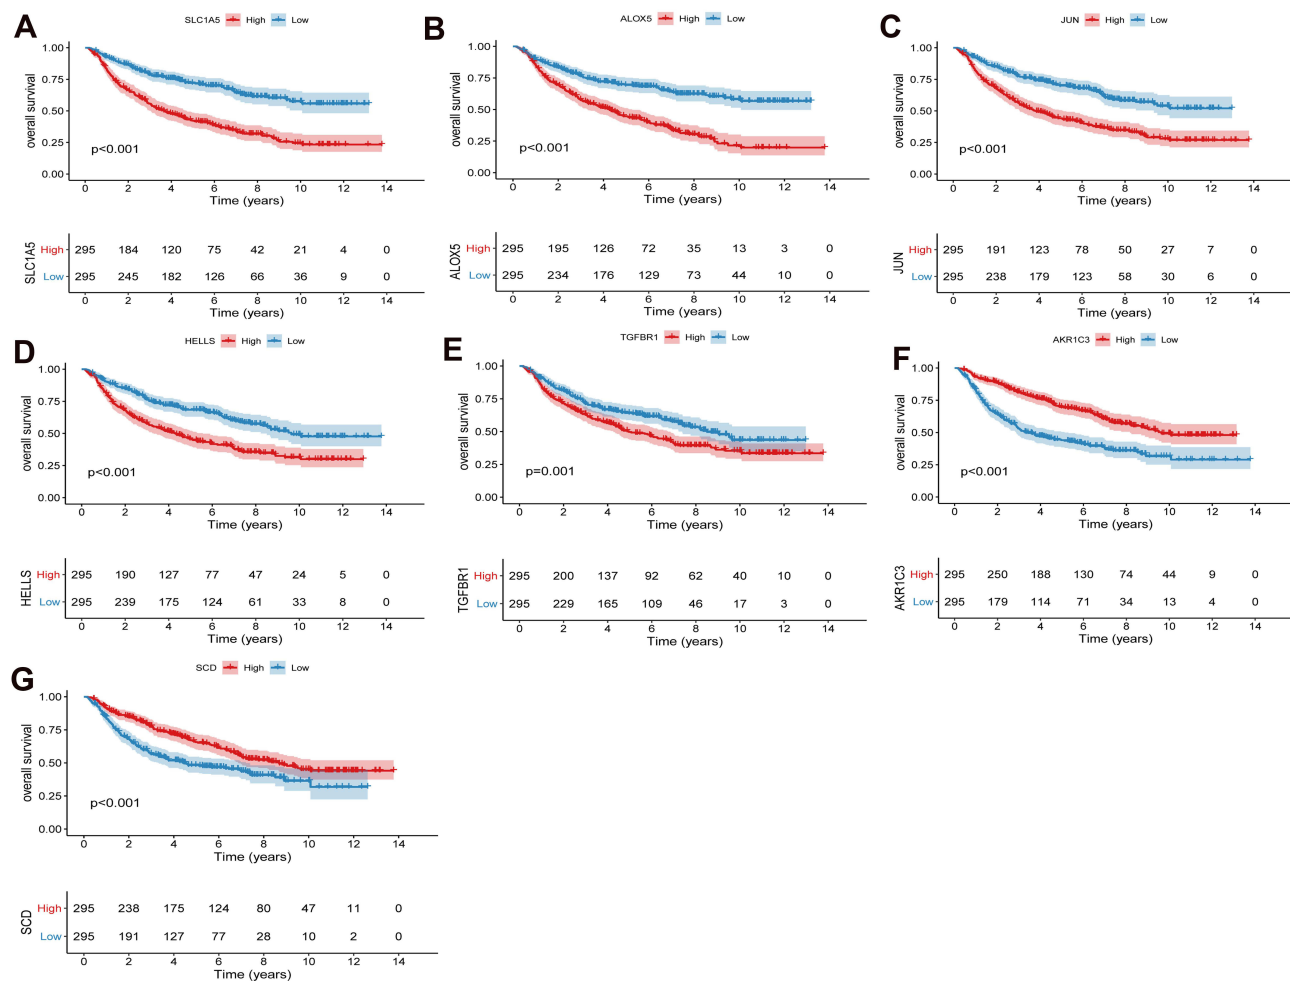 A
SLC1A5 High Low
overall survival
1.00
0.75
0.50
0.25
0.00
p<0.001
0 2 4 6 8 10 12 14
Time (years)
SLC1A5
High 295 184 120 75 42 21 4 0
Low 295 245 182 126 66 36 9 0
0 2 4 6 8 10 12 14
Time (years)
B
ALOX5 High Low
overall survival
1.00
0.75
0.50
0.25
0.00
p<0.001
0 2 4 6 8 10 12 14
Time (years)
ALOX5
High 295 195 126 72 35 13 3 0
Low 295 234 176 129 73 44 10 0
0 2 4 6 8 10 12 14
Time (years)
C
JUN High Low
overall survival
1.00
0.75
0.50
0.25
0.00
p<0.001
0 2 4 6 8 10 12 14
Time (years)
JUN
High 295 191 123 78 50 27 7 0
Low 295 238 179 123 58 30 6 0
0 2 4 6 8 10 12 14
Time (years)
D
HELLS High Low
overall survival
1.00
0.75
0.50
0.25
0.00
p<0.001
0 2 4 6 8 10 12 14
Time (years)
HELLS
High 295 190 127 77 47 24 5 0
Low 295 239 175 124 61 33 8 0
0 2 4 6 8 10 12 14
Time (years)
E
TGFBR1 High Low
overall survival
1.00
0.75
0.50
0.25
0.00
p=0.001
0 2 4 6 8 10 12 14
Time (years)
TGFBR1
High 295 200 137 92 62 40 10 0
Low 295 229 165 109 46 17 3 0
0 2 4 6 8 10 12 14
Time (years)
F
AKR1C3 High Low
overall survival
1.00
0.75
0.50
0.25
0.00
p<0.001
0 2 4 6 8 10 12 14
Time (years)
AKR1C3
High 295 250 188 130 74 44 9 0
Low 295 179 114 71 34 13 4 0
0 2 4 6 8 10 12 14
Time (years)
G
SCD High Low
overall survival
1.00
0.75
0.50
0.25
0.00
p<0.001
0 2 4 6 8 10 12 14
Time (years)
SCD
High 295 238 175 124 80 47 11 0
Low 295 191 127 77 28 10 2 0
0 2 4 6 8 10 12 14
Time (years)